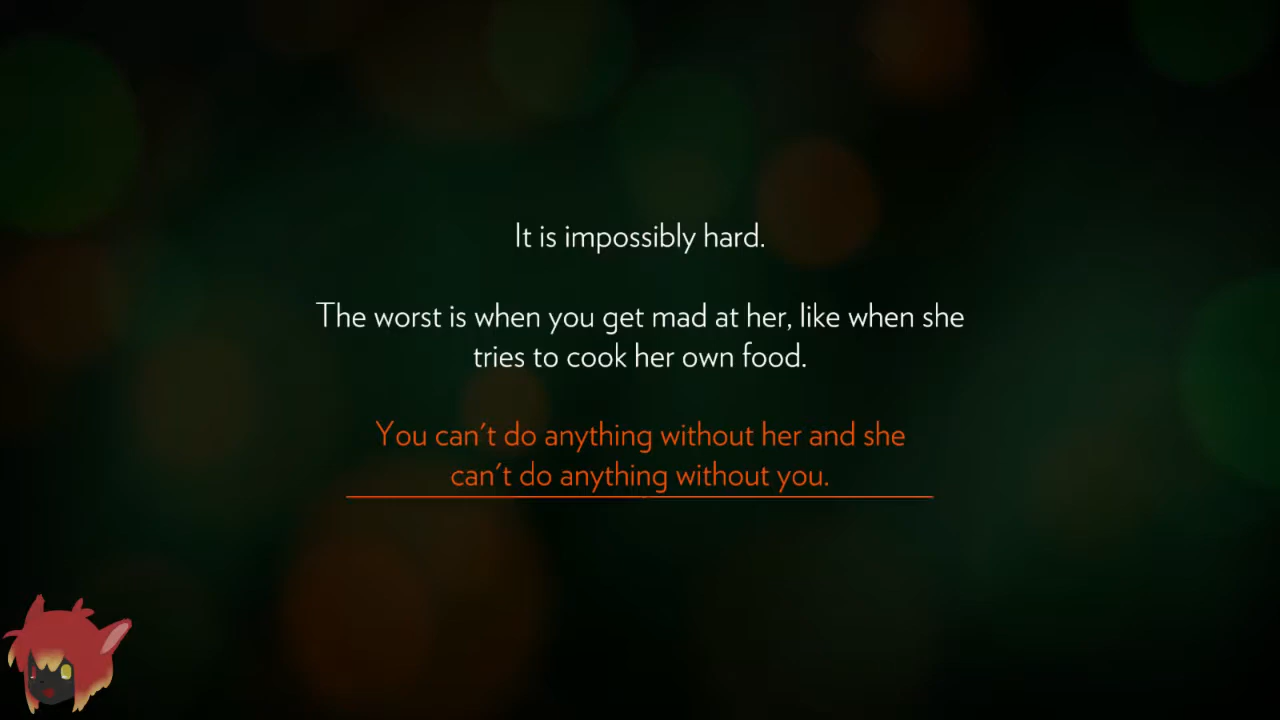 It is impossibly hard.
The worst is when you get mad at her, like when she
tries to cook her own food.
You can't do anything without her and she
can't do anything without you.